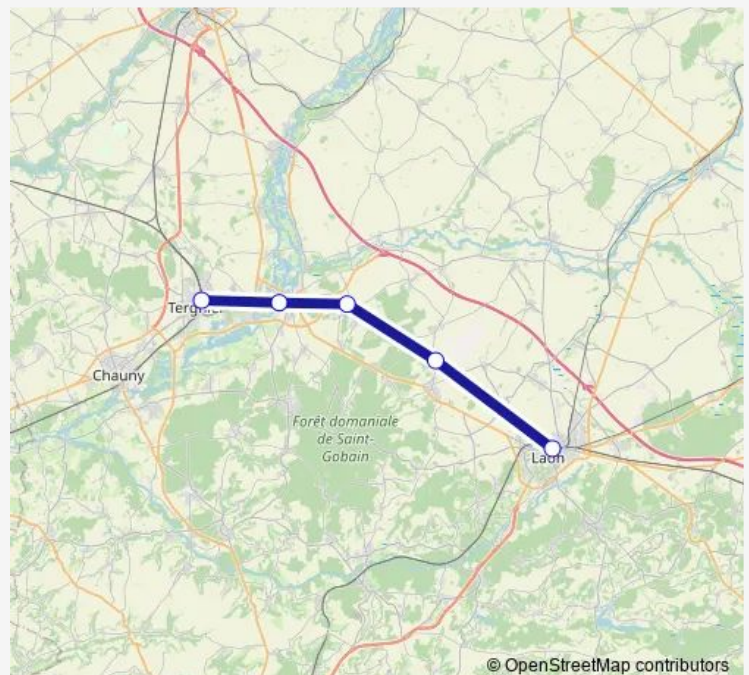 Tergnier
Chauny
Forêt domaniale
de Saint-
Gobain
Laon
© OpenStreetMap contributors